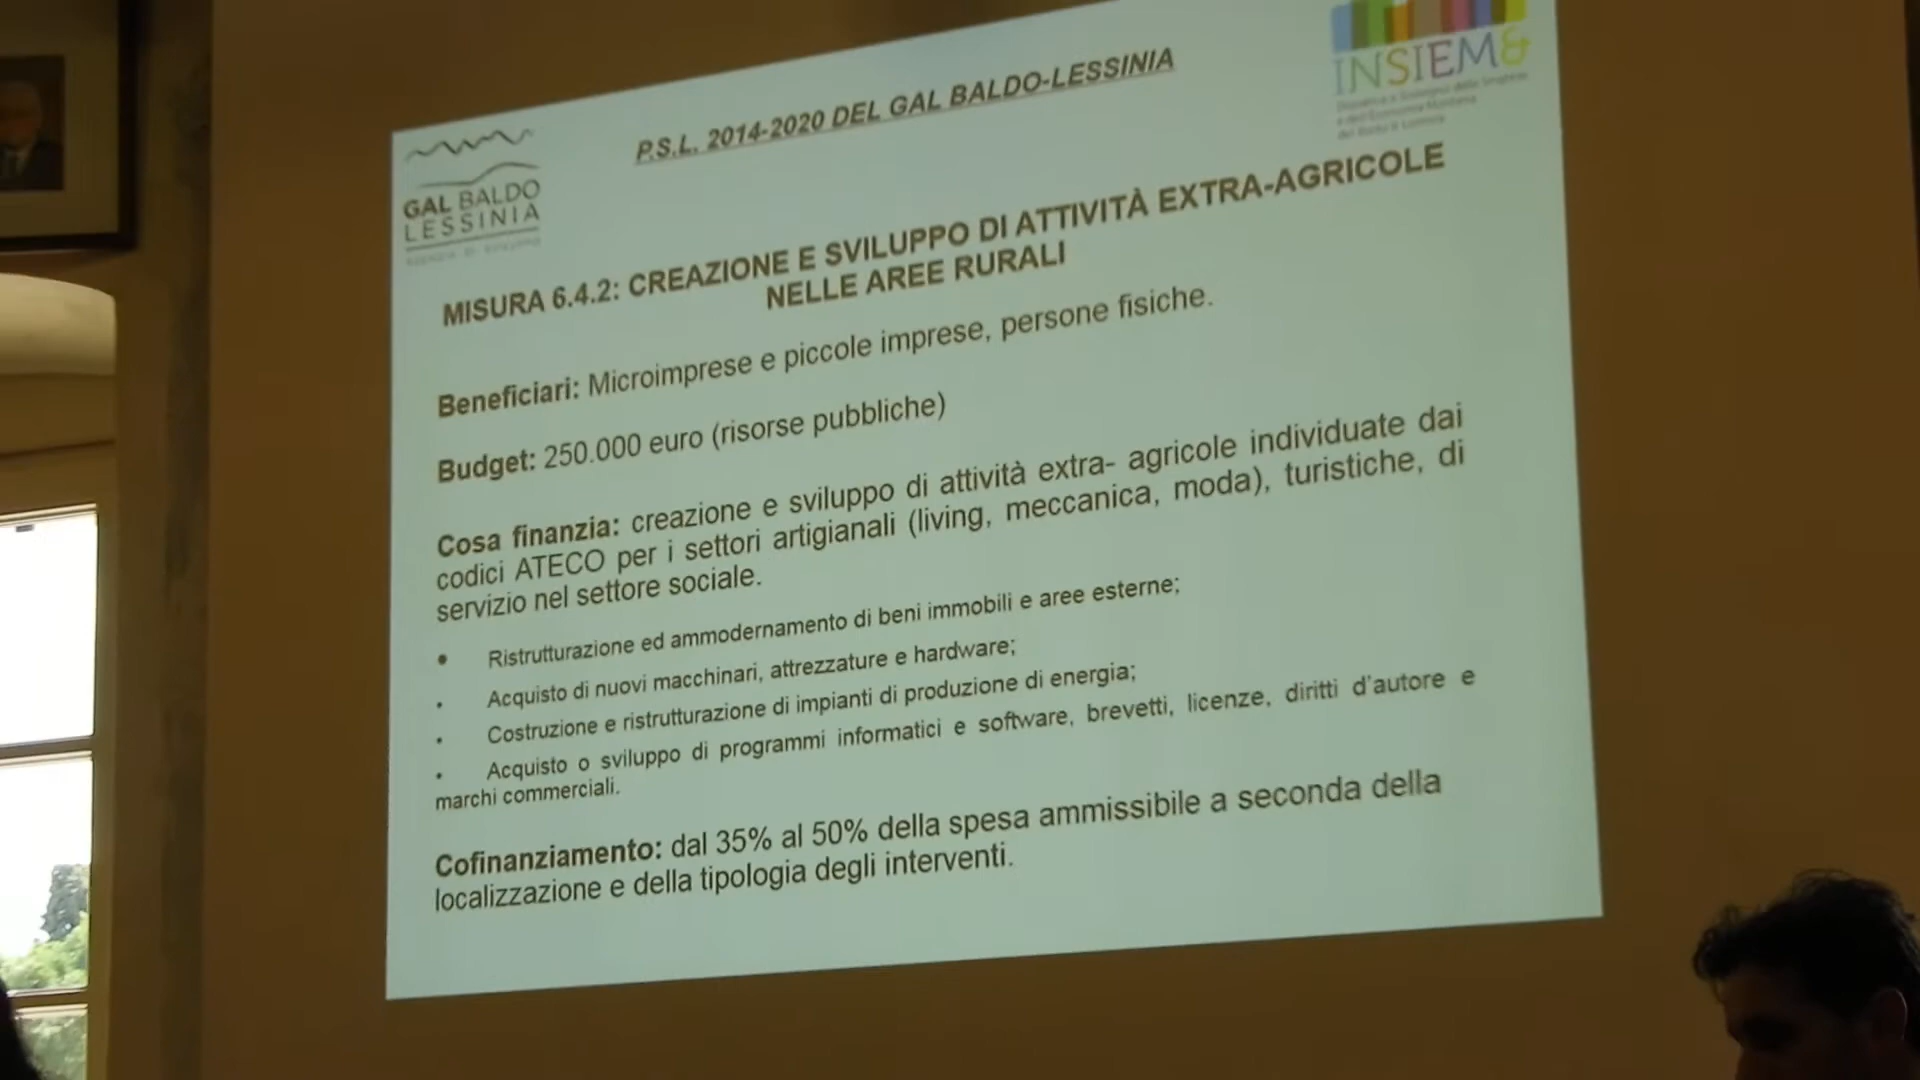 P.S.L. 2014-2020 DEL GAL BALDO-LESSINIA
INSIEM&
GAL BALDO
LESSINIA
MISURA 6.4.2: CREAZIONE E SVILUPPO DI ATTIVITÀ EXTRA-AGRICOLE
NELLE AREE RURALI
Beneficiari: Microimprese e piccole imprese, persone fisiche.
Budget: 250.000 euro (risorse pubbliche)
Cosa finanzia: creazione e sviluppo di attività extra- agricole individuate dai
codici ATECO per i settori artigianali (living, meccanica, moda), turistiche, di
servizio nel settore sociale.
• Ristrutturazione ed ammodernamento di beni immobili e aree esterne;
• Acquisto di nuovi macchinari, attrezzature e hardware;
• Costruzione e ristrutturazione di impianti di produzione di energia;
• Acquisto o sviluppo di programmi informatici e software, brevetti, licenze, diritti d'autore e
marchi commerciali.
Cofinanziamento: dal 35% al 50% della spesa ammissibile a seconda della
localizzazione e della tipologia degli interventi.